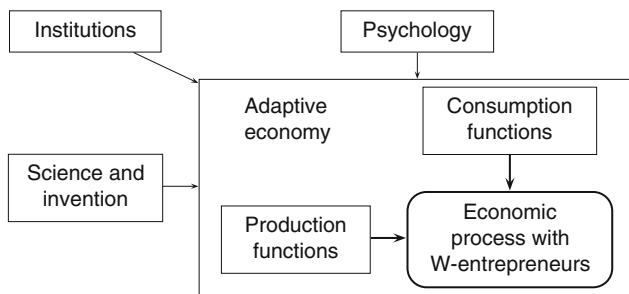 Institutions
Psychology
Adaptive
economy
Consumption
functions
Science and
invention
Production
functions
Economic
process with
W-entrepreneurs